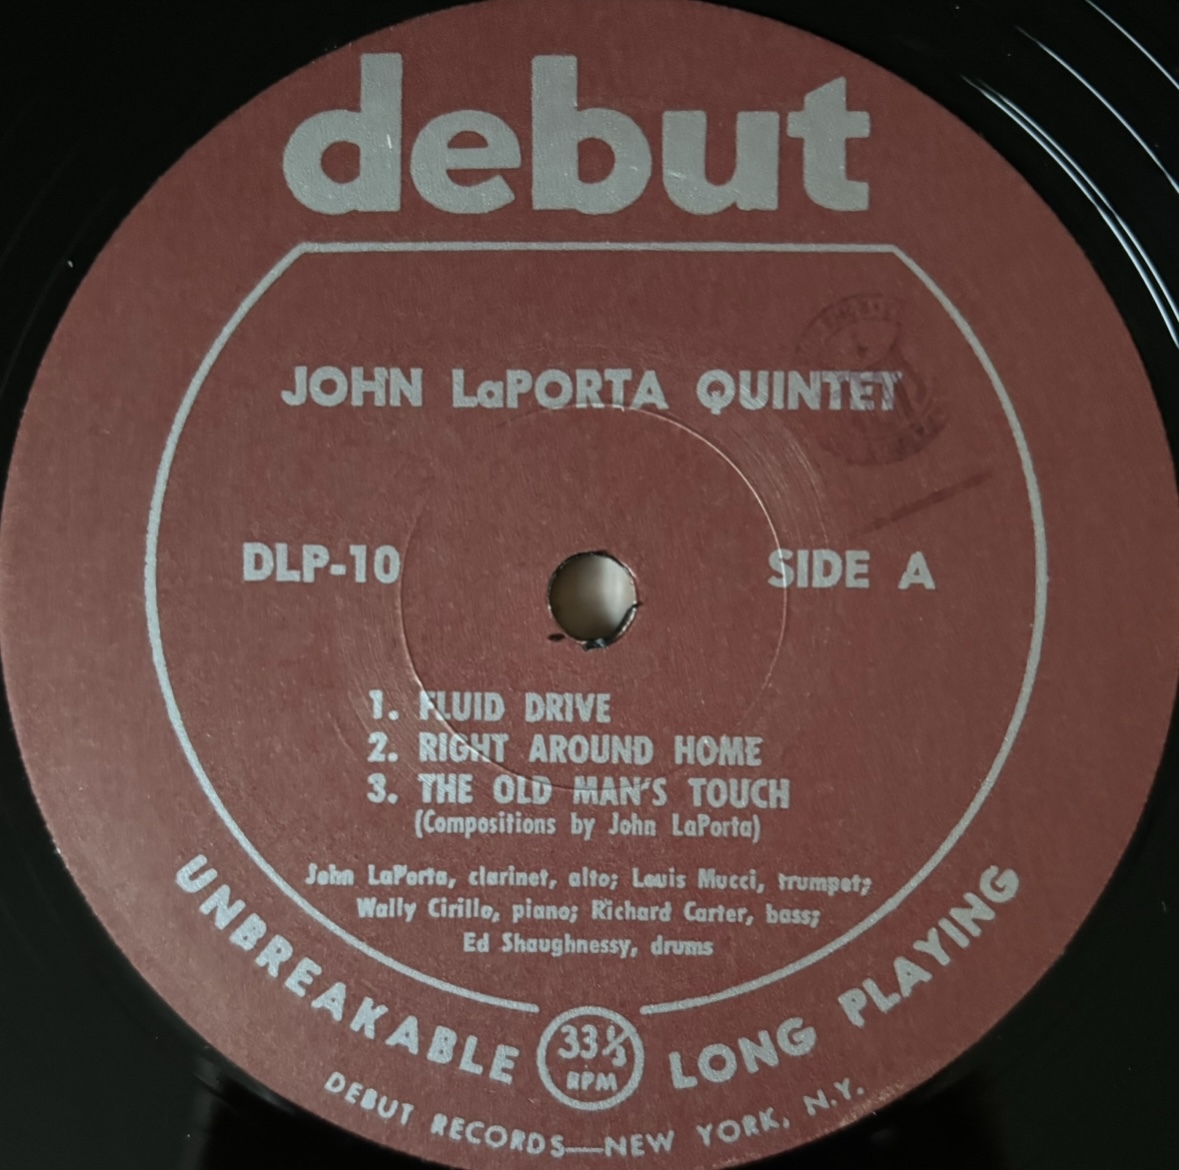 debut
JOHN LaPORTA QUINTET
DLP-10
SIDE A
1. FLUID DRIVE
2. RIGHT AROUND HOME
3. THE OLD MAN'S TOUCH
(Compositions by John LaPorta)
John LaPorta, clarinet, alto; Louis Mucci, trumpet;
Wally Cirillo, piano; Richard Carter, bass;
Ed Shaughnessy, drums
UNBREAKABLE
33⅓
RPM
LONG PLAYING
DEBUT RECORDS—NEW YORK, N.Y.